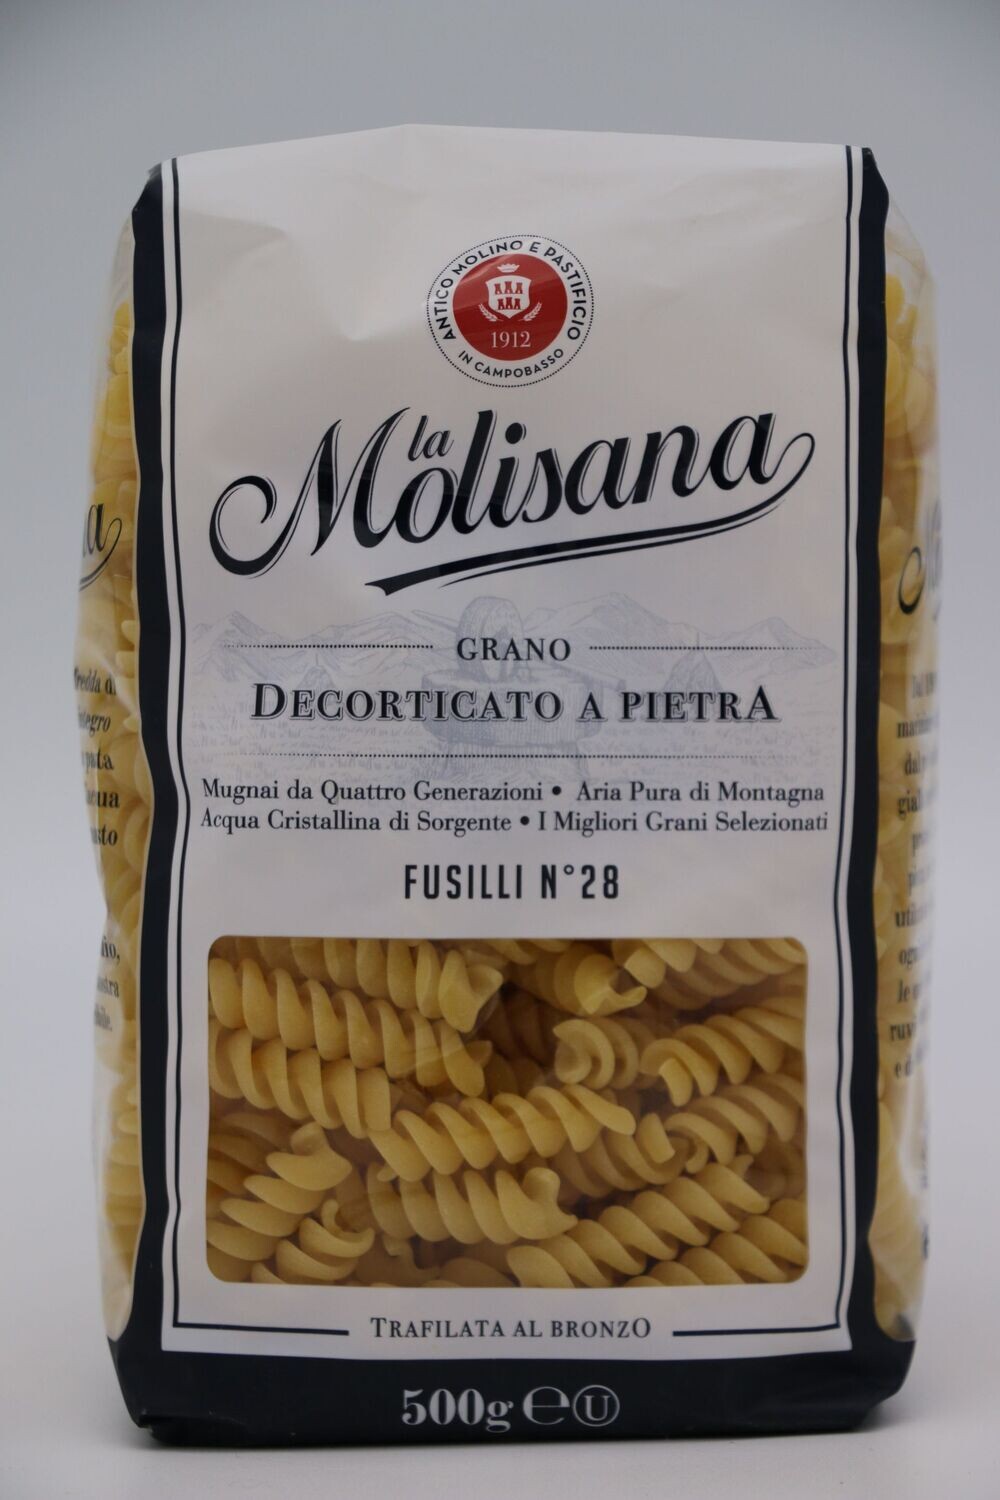 ANTICO MOLINO E PASTIFICIO
1912
IN CAMPOBASSO
la Molisana
GRANO
DECORTICATO A PIETRA
Mugnai da Quattro Generazioni • Aria Pura di Montagna
Acqua Cristallina di Sorgente • I Migliori Grani Selezionati
FUSILLI N°28
TRAFILATA AL BRONZO
500g ℮ U